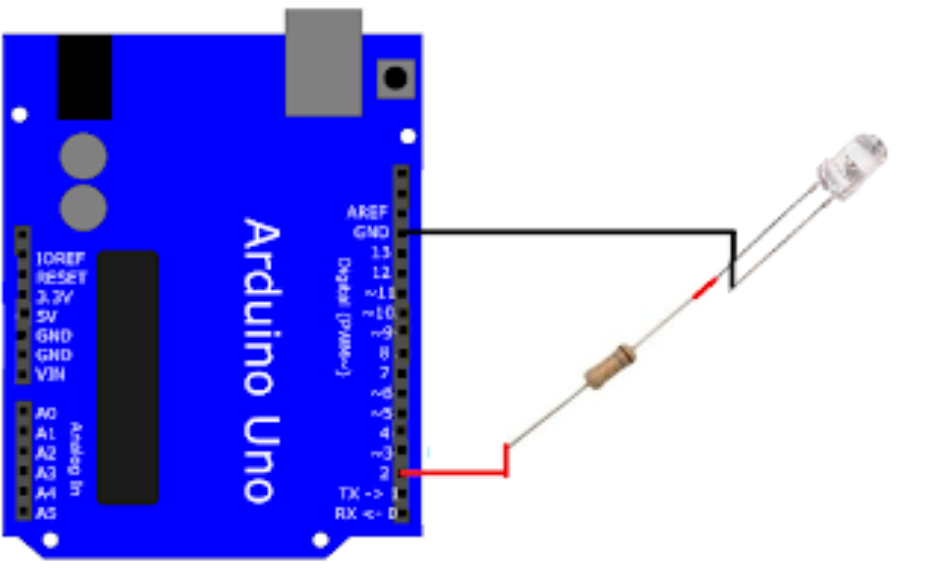 IOREF
RESET
3.3V
5V
GND
GND
VIN
A0
A1
A2
A3
A4
A5
Analog In
Arduino Uno
Digital (PWM~)
AREF
GND
13
12
~11
~10
~9
8
7
~6
~5
4
~3
2
TX -> 1
RX <- 0